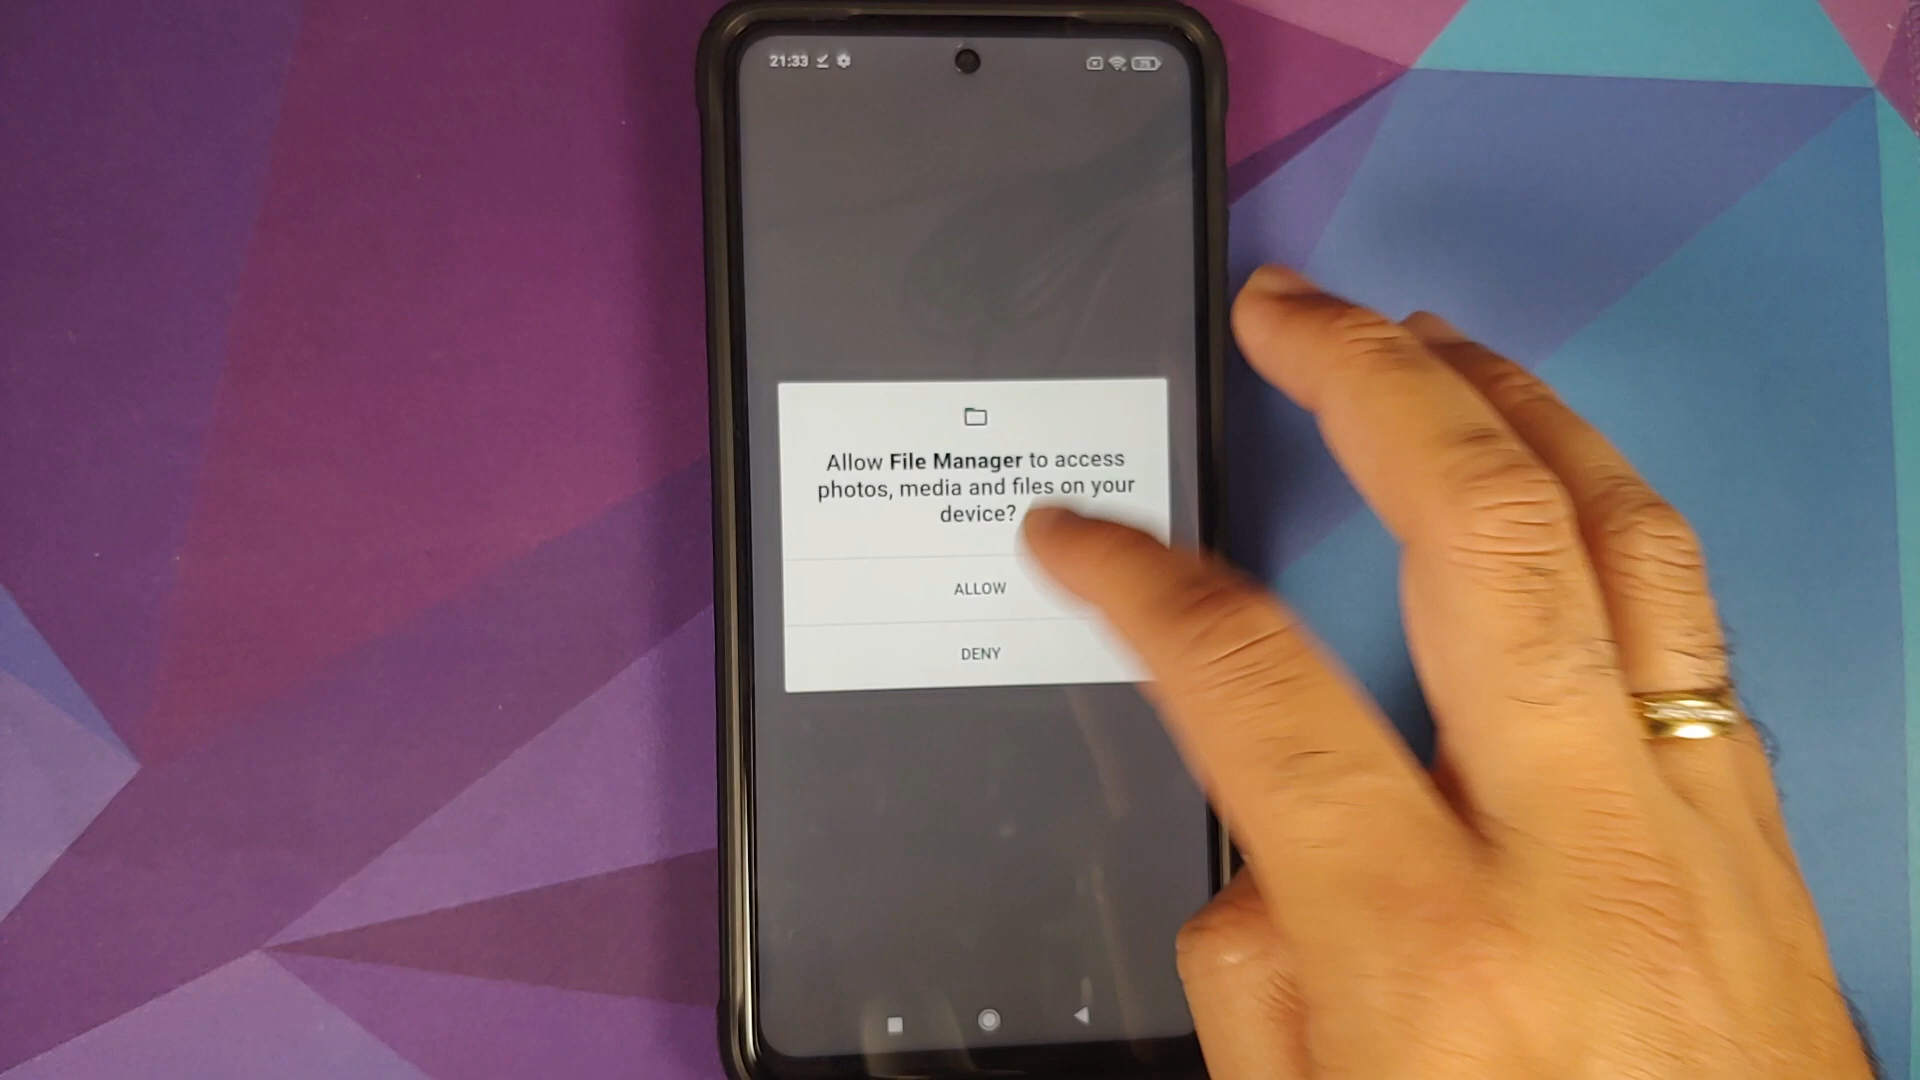 21:33
Allow File Manager to access
photos, media and files on your
device?
ALLOW
DENY